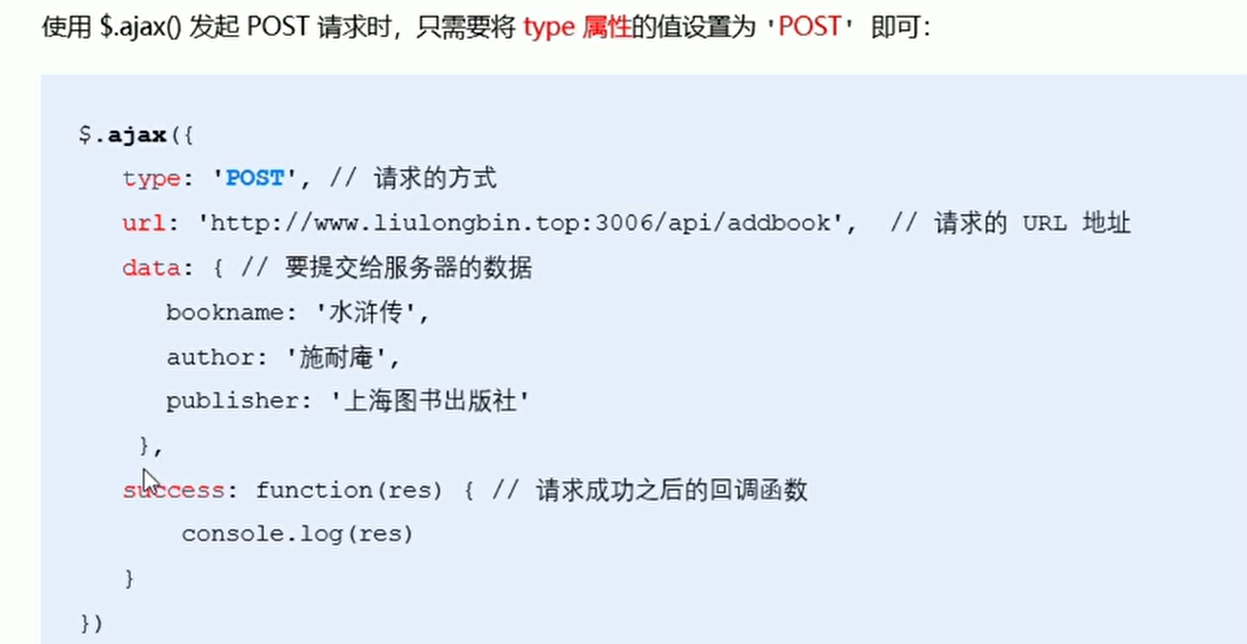 使用 $.ajax() 发起 POST 请求时，只需要将 type 属性的值设置为 'POST' 即可：
$.ajax({
type: 'POST', // 请求的方式
url: 'http://www.liulongbin.top:3006/api/addbook', // 请求的 URL 地址
data: { // 要提交给服务器的数据
bookname: '水浒传',
author: '施耐庵',
publisher: '上海图书出版社'
},
success: function(res) { // 请求成功之后的回调函数
console.log(res)
}
})